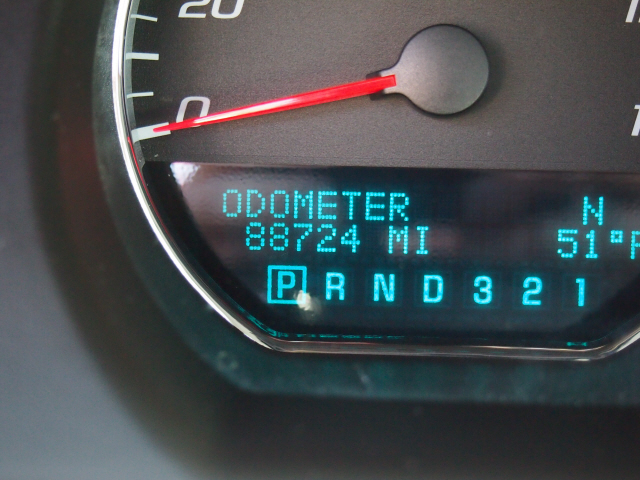 20
0
ODOMETER N
88724 MI 51°F
P R N D 3 2 1